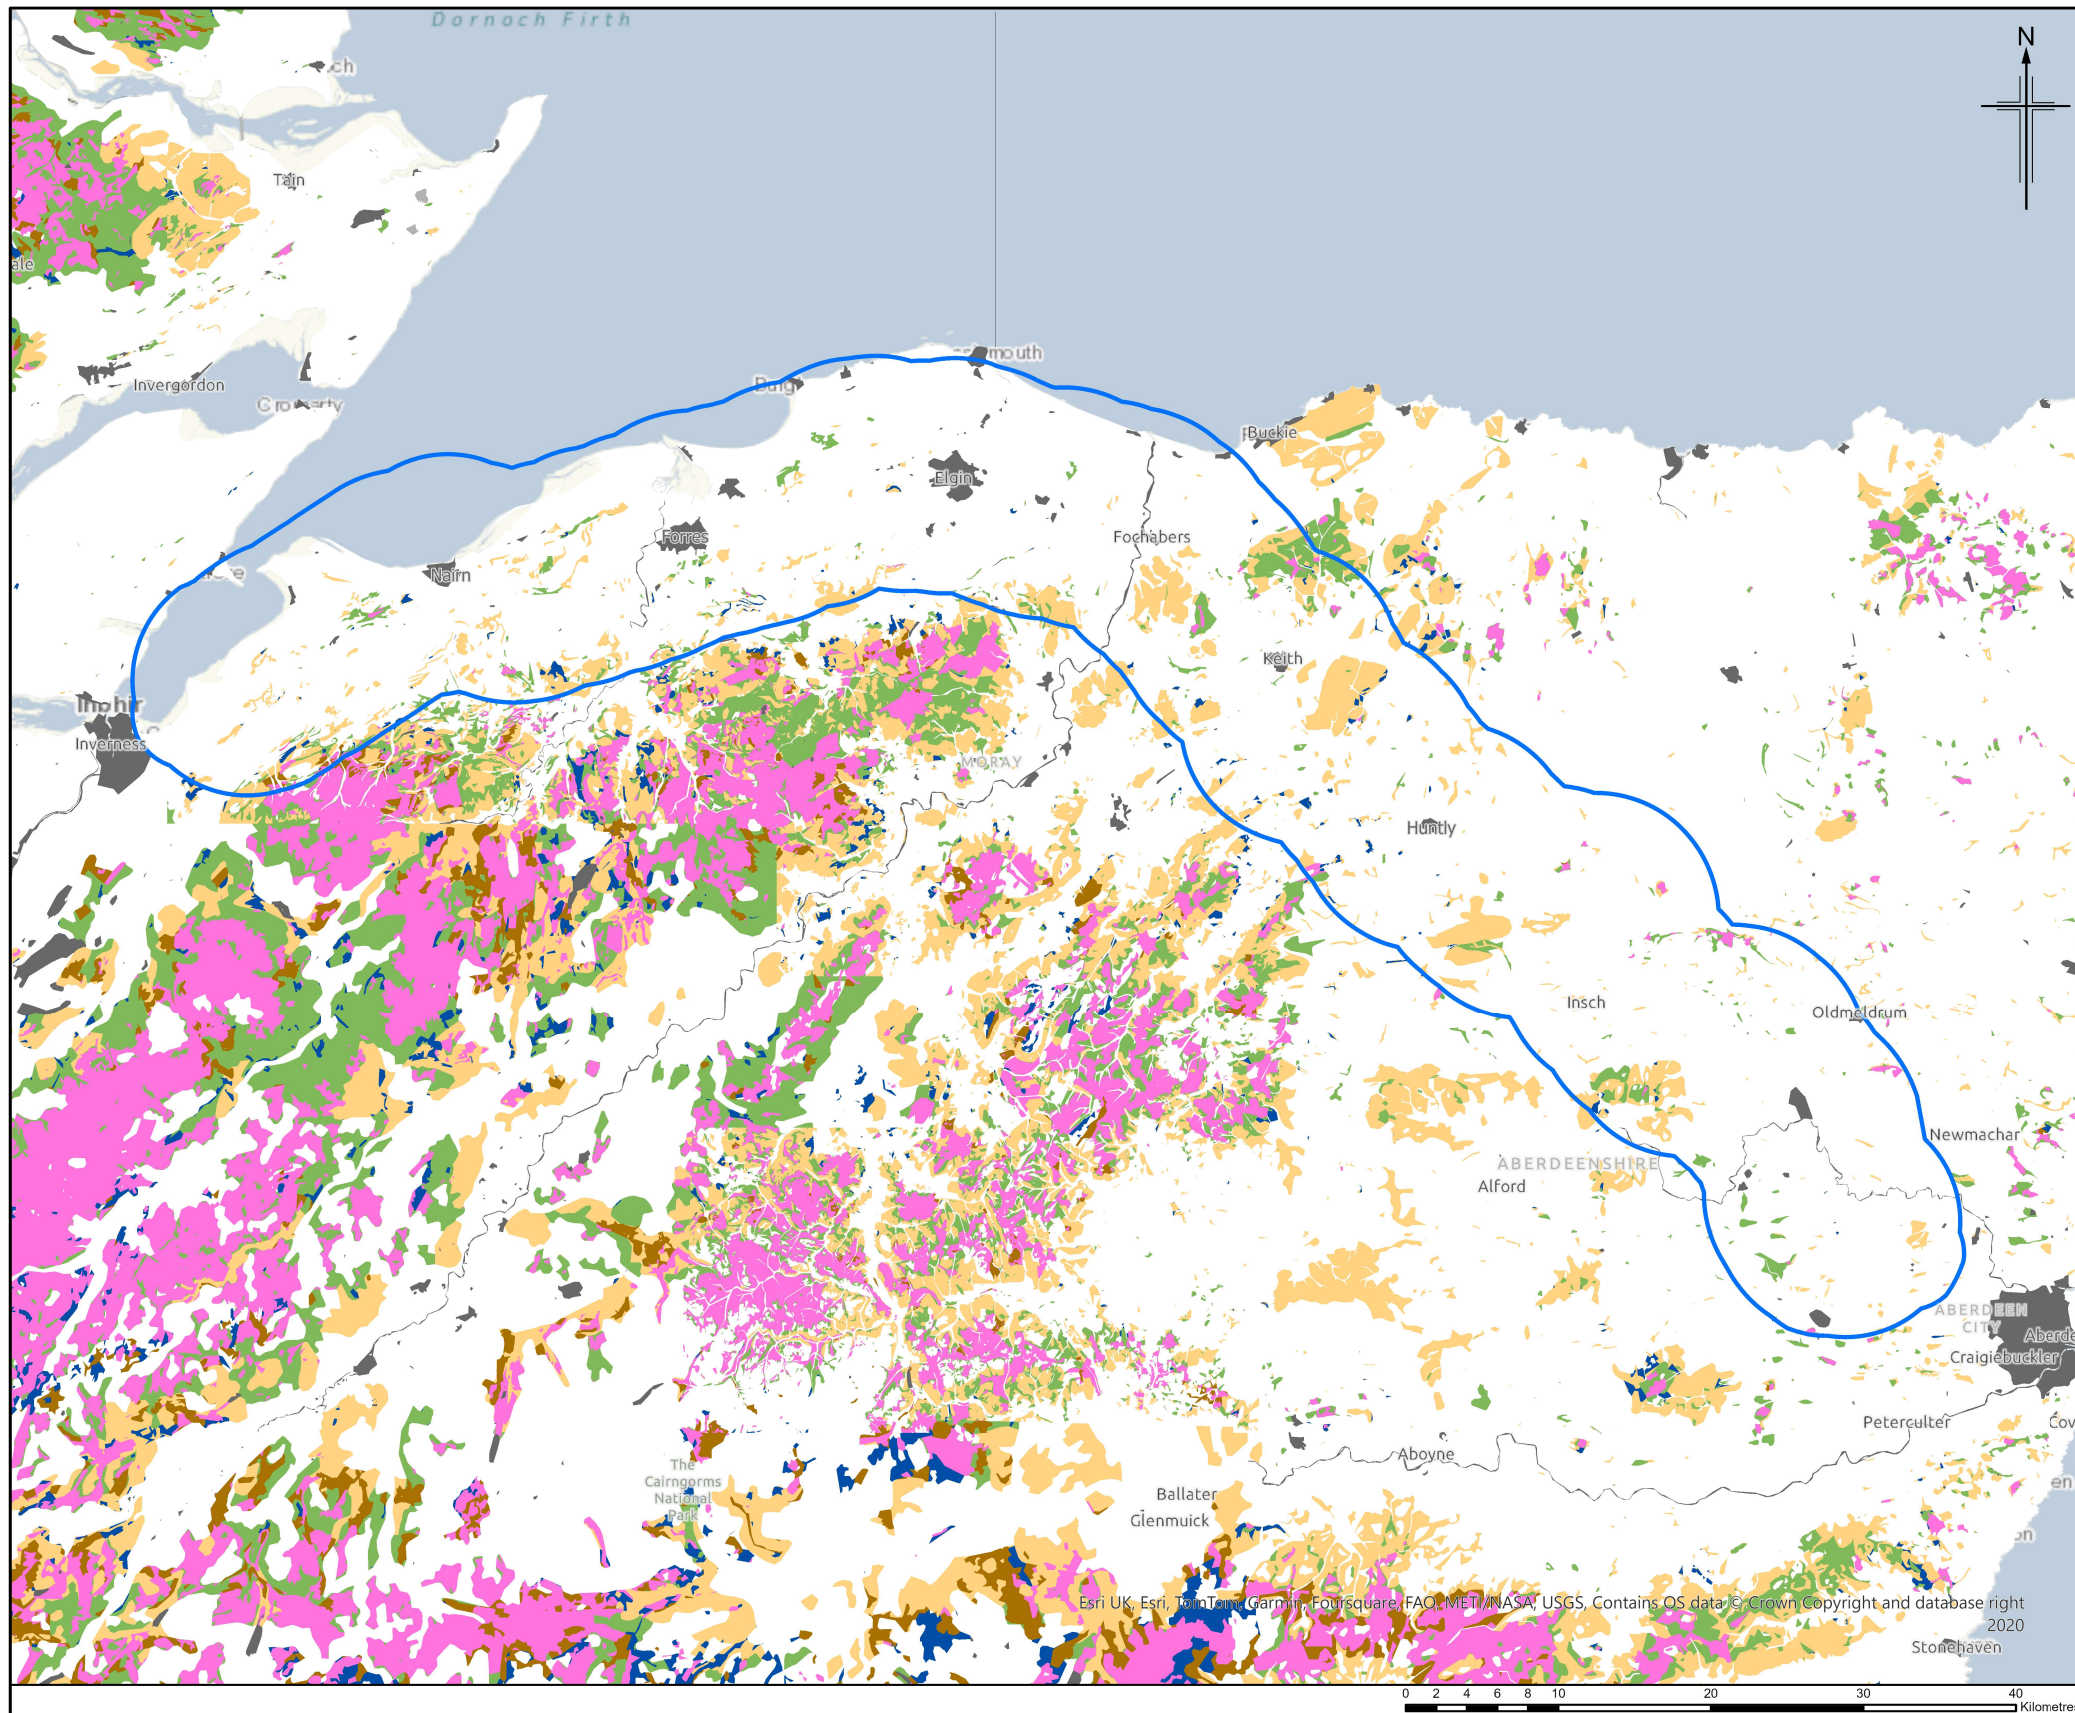 Dornoch Firth
N
Tain
Invergordon
Buckie
Elgin
Forres
Fochabers
Nairn
Keith
Inverness
MORAY
Huntly
Insch
Oldmeldrum
Newmachar
ABERDEENSHIRE
Alford
ABERDEEN
CITY
Craigiebuckler
Peterculter
Aboyne
The
Cairngorms
National
Park
Ballater
Glenmuick
Esri UK, Esri, TomTom, Garmin, Foursquare, FAO, METI/NASA, USGS, Contains OS data © Crown Copyright and database right
2020
Stonehaven
0 2 4 6 8 10 20 30 40
Kilometres